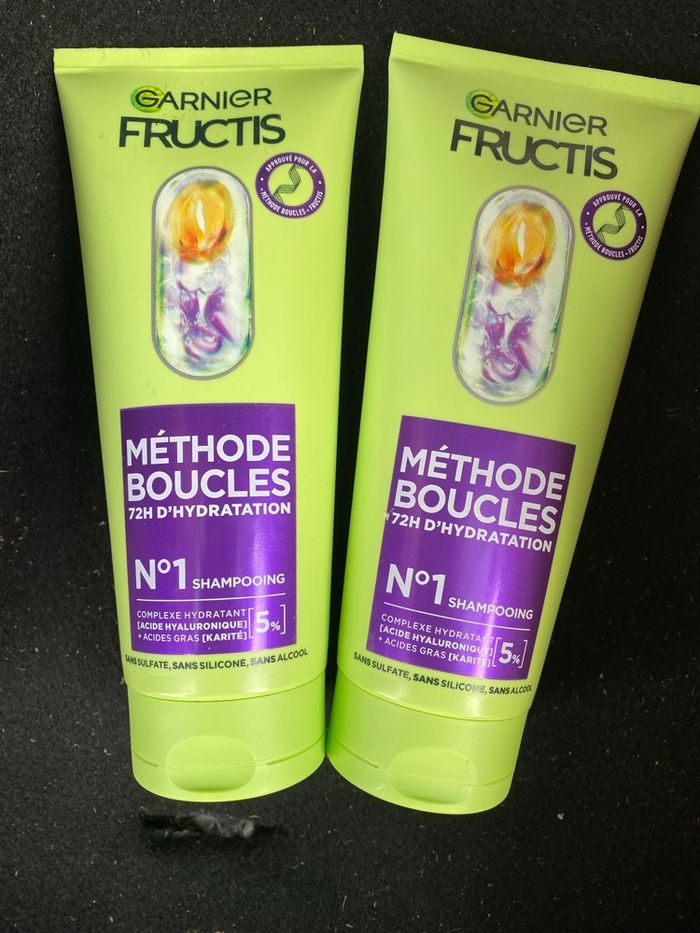 GARNIER
FRUCTIS
APPROUVÉ POUR LA
MÉTHODE BOUCLES • FRUCTIS
MÉTHODE
BOUCLES
72H D'HYDRATATION
N°1 SHAMPOOING
COMPLEXE HYDRATANT
[ACIDE HYALURONIQUE]
+ ACIDES GRAS [KARITÉ]
[5%]
SANS SULFATE, SANS SILICONE, SANS ALCOOL
GARNIER
FRUCTIS
APPROUVÉ POUR LA
MÉTHODE BOUCLES • FRUCTIS
MÉTHODE
BOUCLES
72H D'HYDRATATION
N°1 SHAMPOOING
COMPLEXE HYDRATANT
[ACIDE HYALURONIQUE]
+ ACIDES GRAS [KARITÉ]
[5%]
SANS SULFATE, SANS SILICONE, SANS ALCOOL